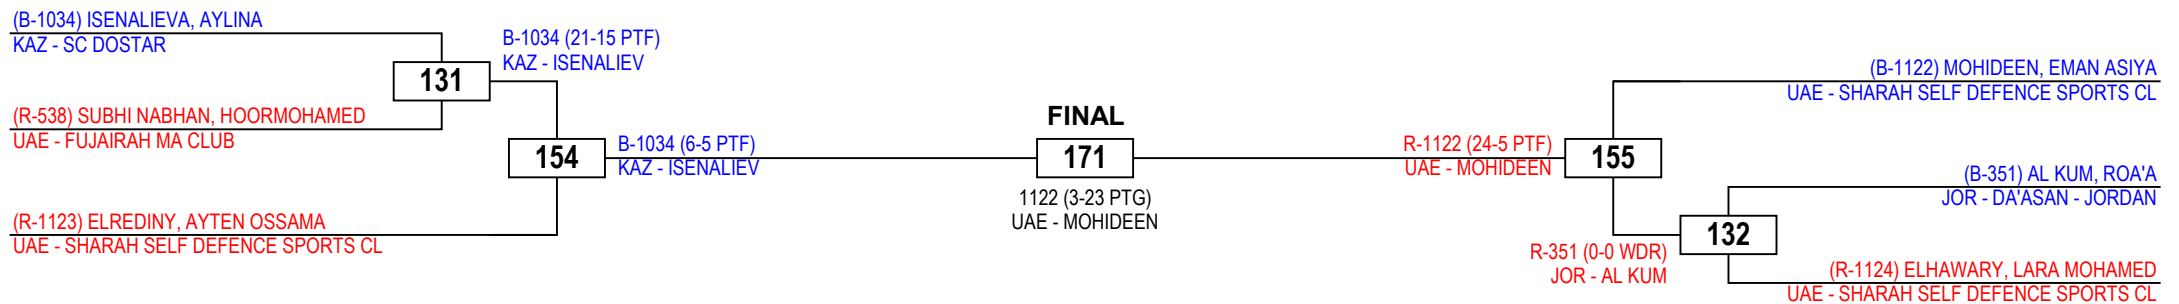 (B-1034) ISENALIEVA, AYLINA
KAZ - SC DOSTAR
B-1034 (21-15 PTF)
KAZ - ISENALIEV
131
(R-538) SUBHI NABHAN, HOORMOHAMED
UAE - FUJAIRAH MA CLUB
B-1034 (6-5 PTF)
KAZ - ISENALIEV
154
(R-1123) ELREDINY, AYTEN OSSAMA
UAE - SHARAH SELF DEFENCE SPORTS CL
FINAL
171
1122 (3-23 PTG)
UAE - MOHIDEEN
(B-1122) MOHIDEEN, EMAN ASIYA
UAE - SHARAH SELF DEFENCE SPORTS CL
R-1122 (24-5 PTF)
UAE - MOHIDEEN
155
(B-351) AL KUM, ROA'A
JOR - DA'ASAN - JORDAN
132
R-351 (0-0 WDR)
JOR - AL KUM
(R-1124) ELHAWARY, LARA MOHAMED
UAE - SHARAH SELF DEFENCE SPORTS CL